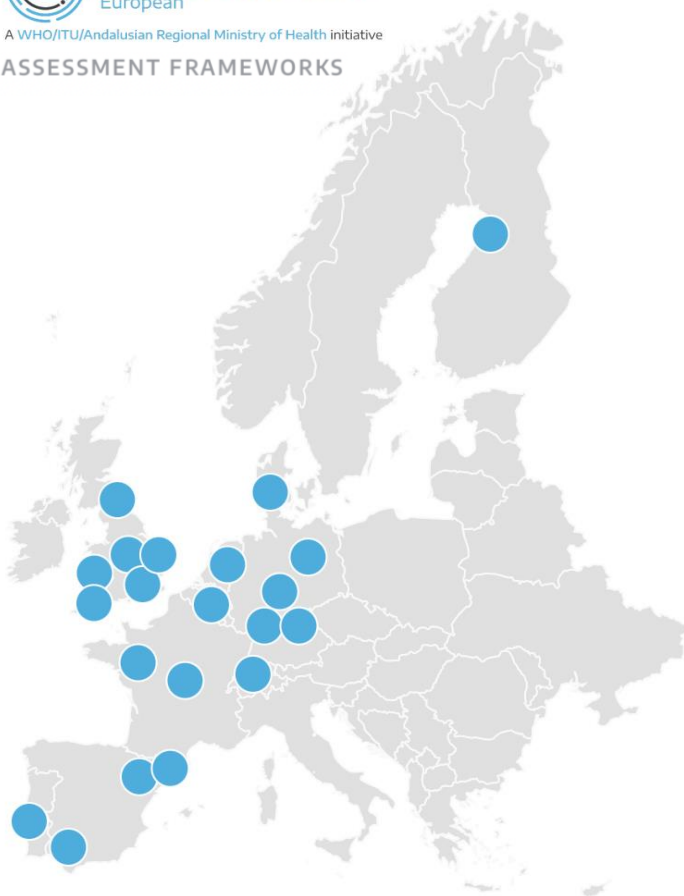 European
A WHO/ITU/Andalusian Regional Ministry of Health initiative
ASSESSMENT FRAMEWORKS